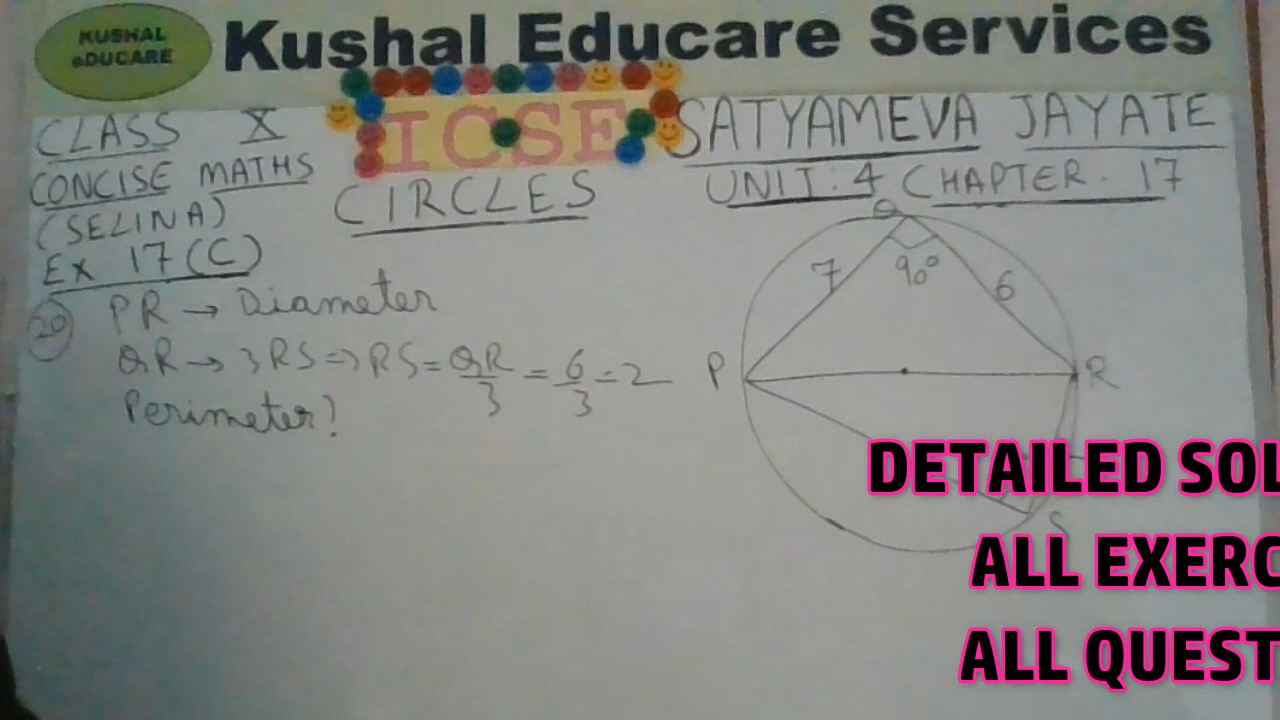 KUSHAL
eDUCARE
Kushal Educare Services
ICSE
CLASS X
CONCISE MATHS
(SELINA)
Ex 17(C)
CIRCLES
SATYAMEVA JAYATE
UNIT: 4 CHAPTER. 17
20
PR → Diameter
QR → 3RS => RS = QR/3 = 6/3 = 2
Perimeter?
Q
7
90°
6
P
R
S
DETAILED SOL
ALL EXERC
ALL QUEST